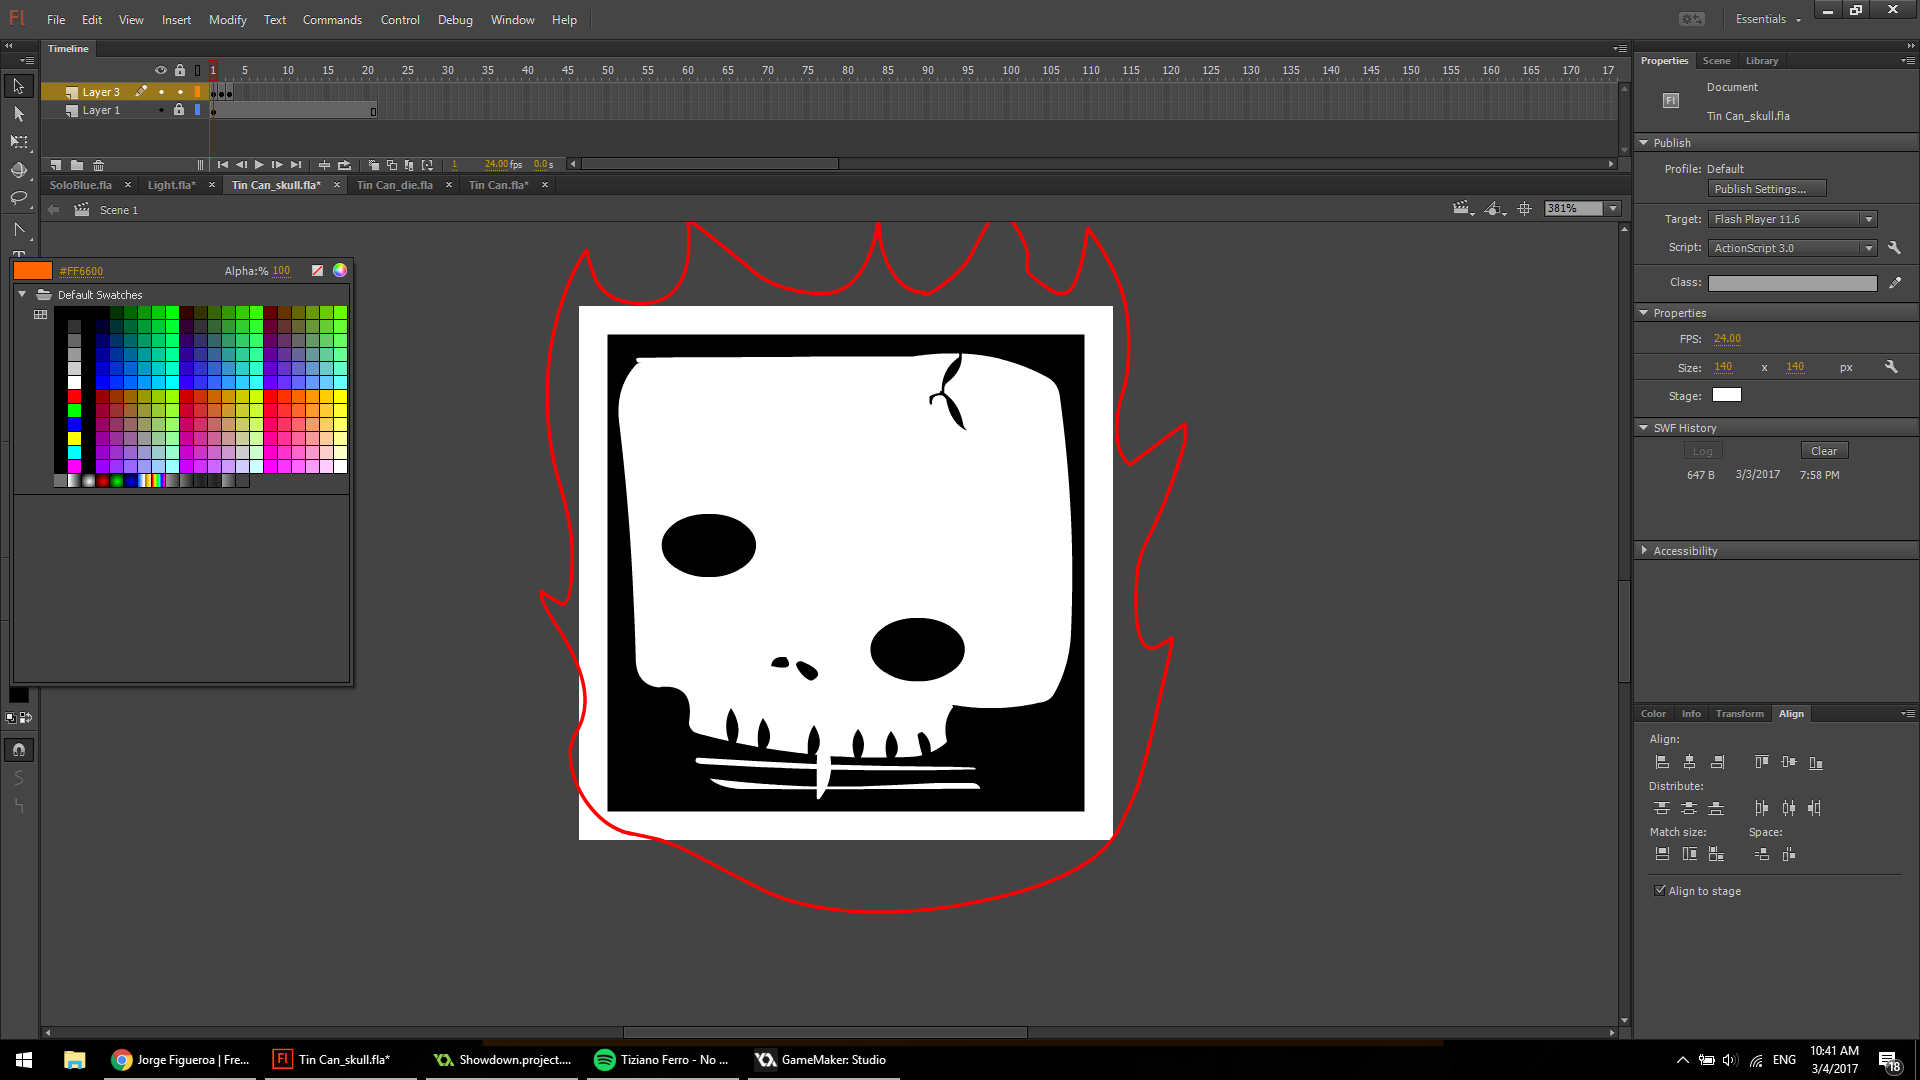 Fl File Edit View Insert Modify Text Commands Control Debug Window Help Essentials
Timeline
1 5 10 15 20 25 30 35 40 45 50 55 60 65 70 75 80 85 90 95 100 105 110 115 120 125 130 135 140 145 150 155 160 165 170 17
Layer 3
Layer 1
1 24.00 fps 0.0 s
SoloBlue.fla Light.fla* Tin Can_skull.fla* Tin Can_die.fla Tin Can.fla*
Scene 1
381%
#FF6600 Alpha:% 100
Default Swatches
Properties Scene Library
Document
Fl
Tin Can_skull.fla
Publish
Profile: Default
Publish Settings...
Target: Flash Player 11.6
Script: ActionScript 3.0
Class:
Properties
FPS: 24.00
Size: 140 x 140 px
Stage:
SWF History
Log Clear
647 B 3/3/2017 7:58 PM
Accessibility
Color Info Transform Align
Align:
Distribute:
Match size: Space:
Align to stage
Jorge Figueroa | Fre... Fl Tin Can_skull.fla* Showdown.project.... Tiziano Ferro - No ... GameMaker: Studio
ENG
10:41 AM
3/4/2017
18